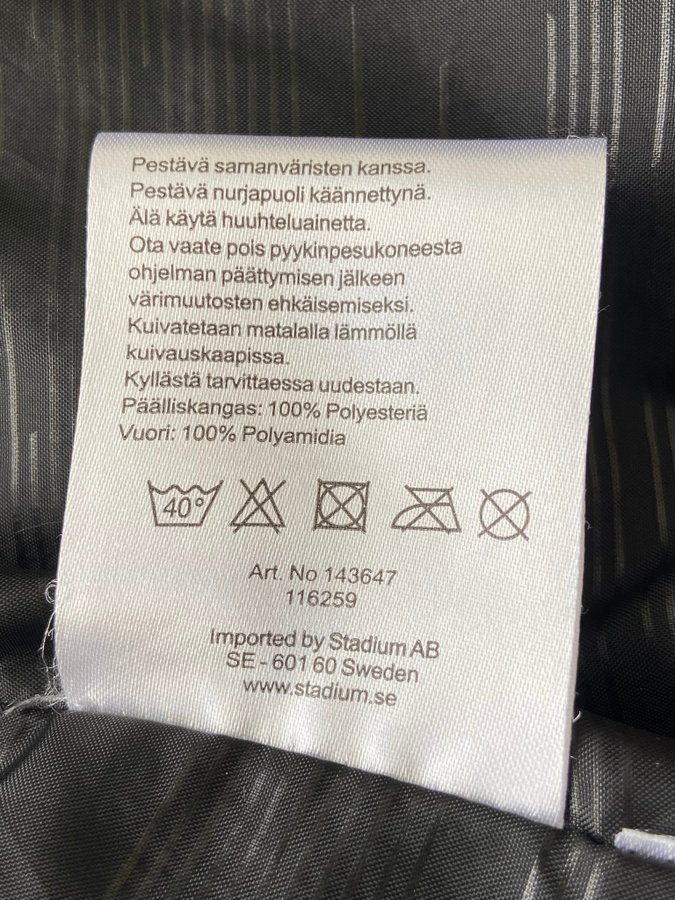 Pestävä samanväristen kanssa.
Pestävä nurjapuoli käännettynä.
Älä käytä huuhteluainetta.
Ota vaate pois pyykinpesukoneesta
ohjelman päättymisen jälkeen
värimuutosten ehkäisemiseksi.
Kuivatetaan matalalla lämmöllä
kuivauskaapissa.
Kyllästä tarvittaessa uudestaan.
Päälliskangas: 100% Polyesteriä
Vuori: 100% Polyamidia
40°
Art. No 143647
116259
Imported by Stadium AB
SE - 601 60 Sweden
www.stadium.se